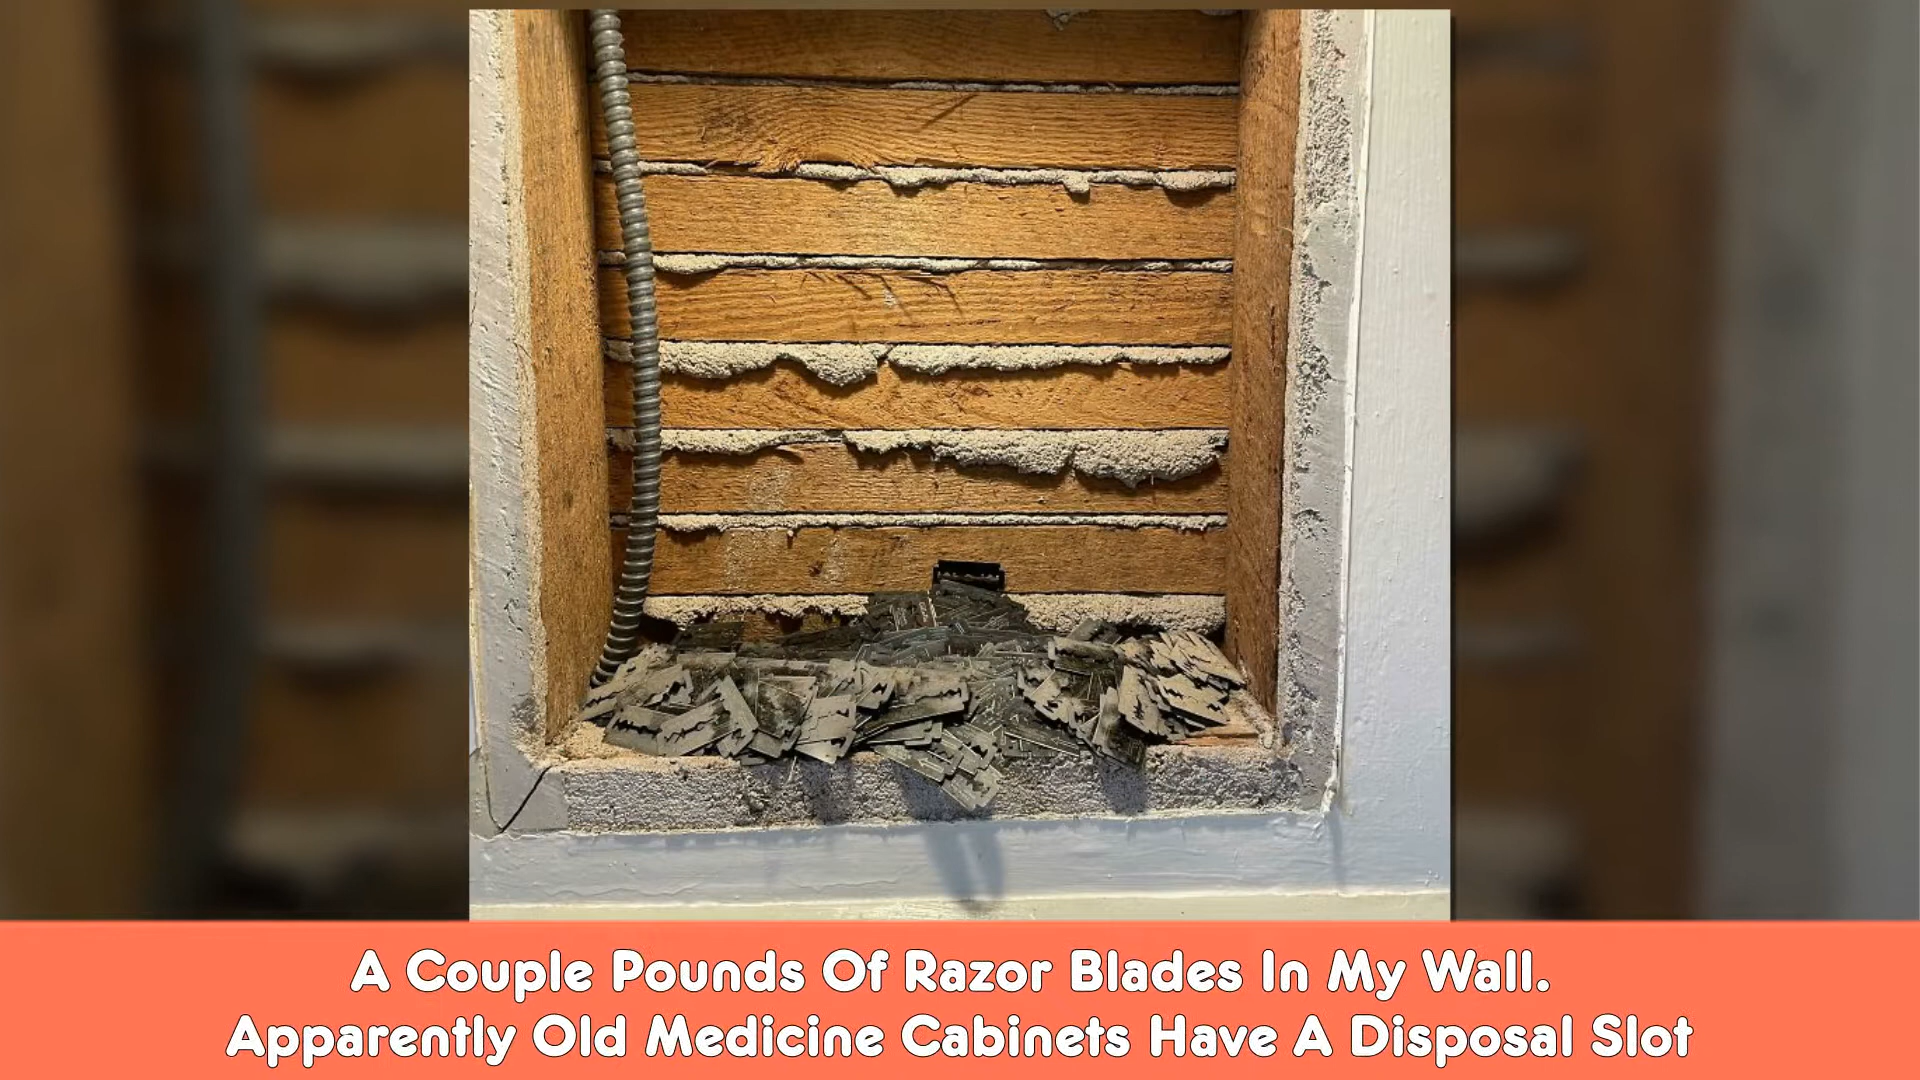 A Couple Pounds Of Razor Blades In My Wall.
Apparently Old Medicine Cabinets Have A Disposal Slot